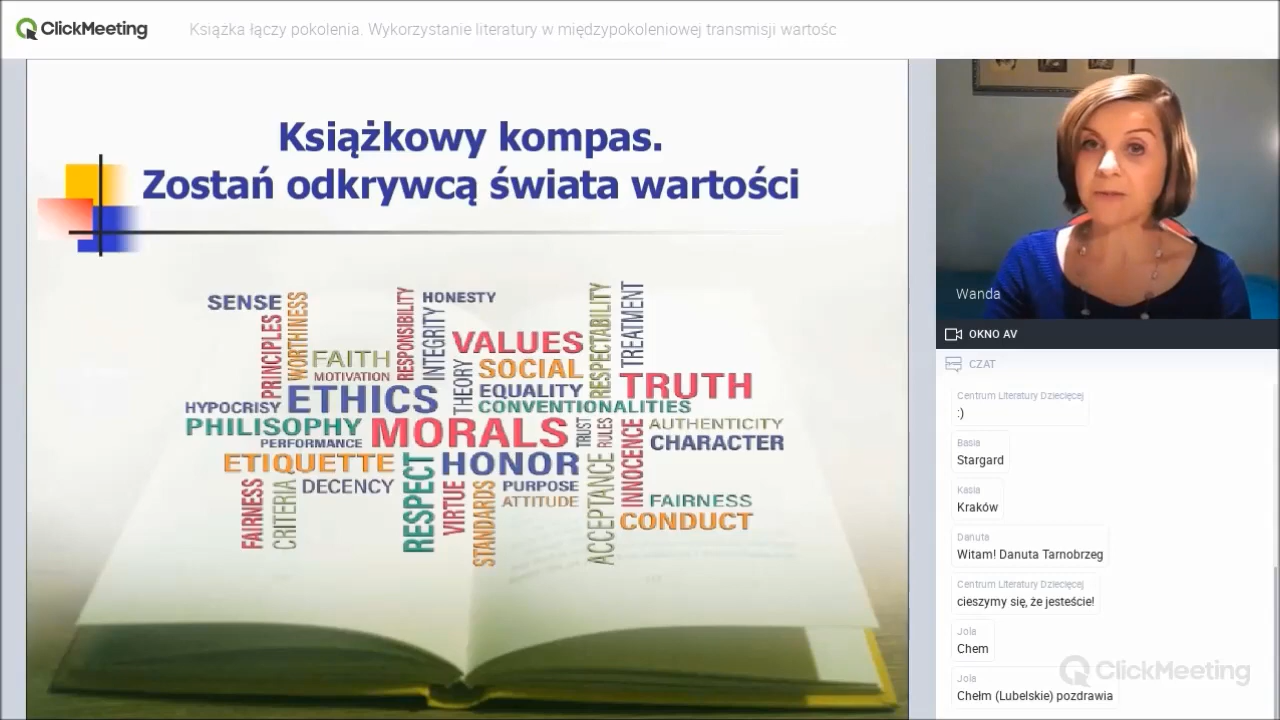 ClickMeeting
Książka łączy pokolenia. Wykorzystanie literatury w międzypokoleniowej transmisji wartośc
Książkowy kompas.
Zostań odkrywcą świata wartości
SENSE
PRINCIPLES
WORTHINESS
FAITH
MOTIVATION
RESPONSIBILITY
HONESTY
INTEGRITY
VALUES
THEORY
SOCIAL
EQUALITY
RESPECTABILITY
TREATMENT
TRUTH
HYPOCRISY
ETHICS
CONVENTIONALITIES
PHILISOPHY
PERFORMANCE
MORALS
TRUST
RULES
INNOCENCE
AUTHENTICITY
CHARACTER
ETIQUETTE
RESPECT
HONOR
FAIRNESS
CRITERIA
DECENCY
VIRTUE
STANDARDS
PURPOSE
ATTITUDE
ACCEPTANCE
FAIRNESS
CONDUCT
Wanda
OKNO AV
CZAT
Centrum Literatury Dziecięcej
:)
Basia
Stargard
Kasia
Kraków
Danuta
Witam! Danuta Tarnobrzeg
Centrum Literatury Dziecięcej
cieszymy się, że jesteście!
Jola
Chem
Jola
Chełm (Lubelskie) pozdrawia
ClickMeeting